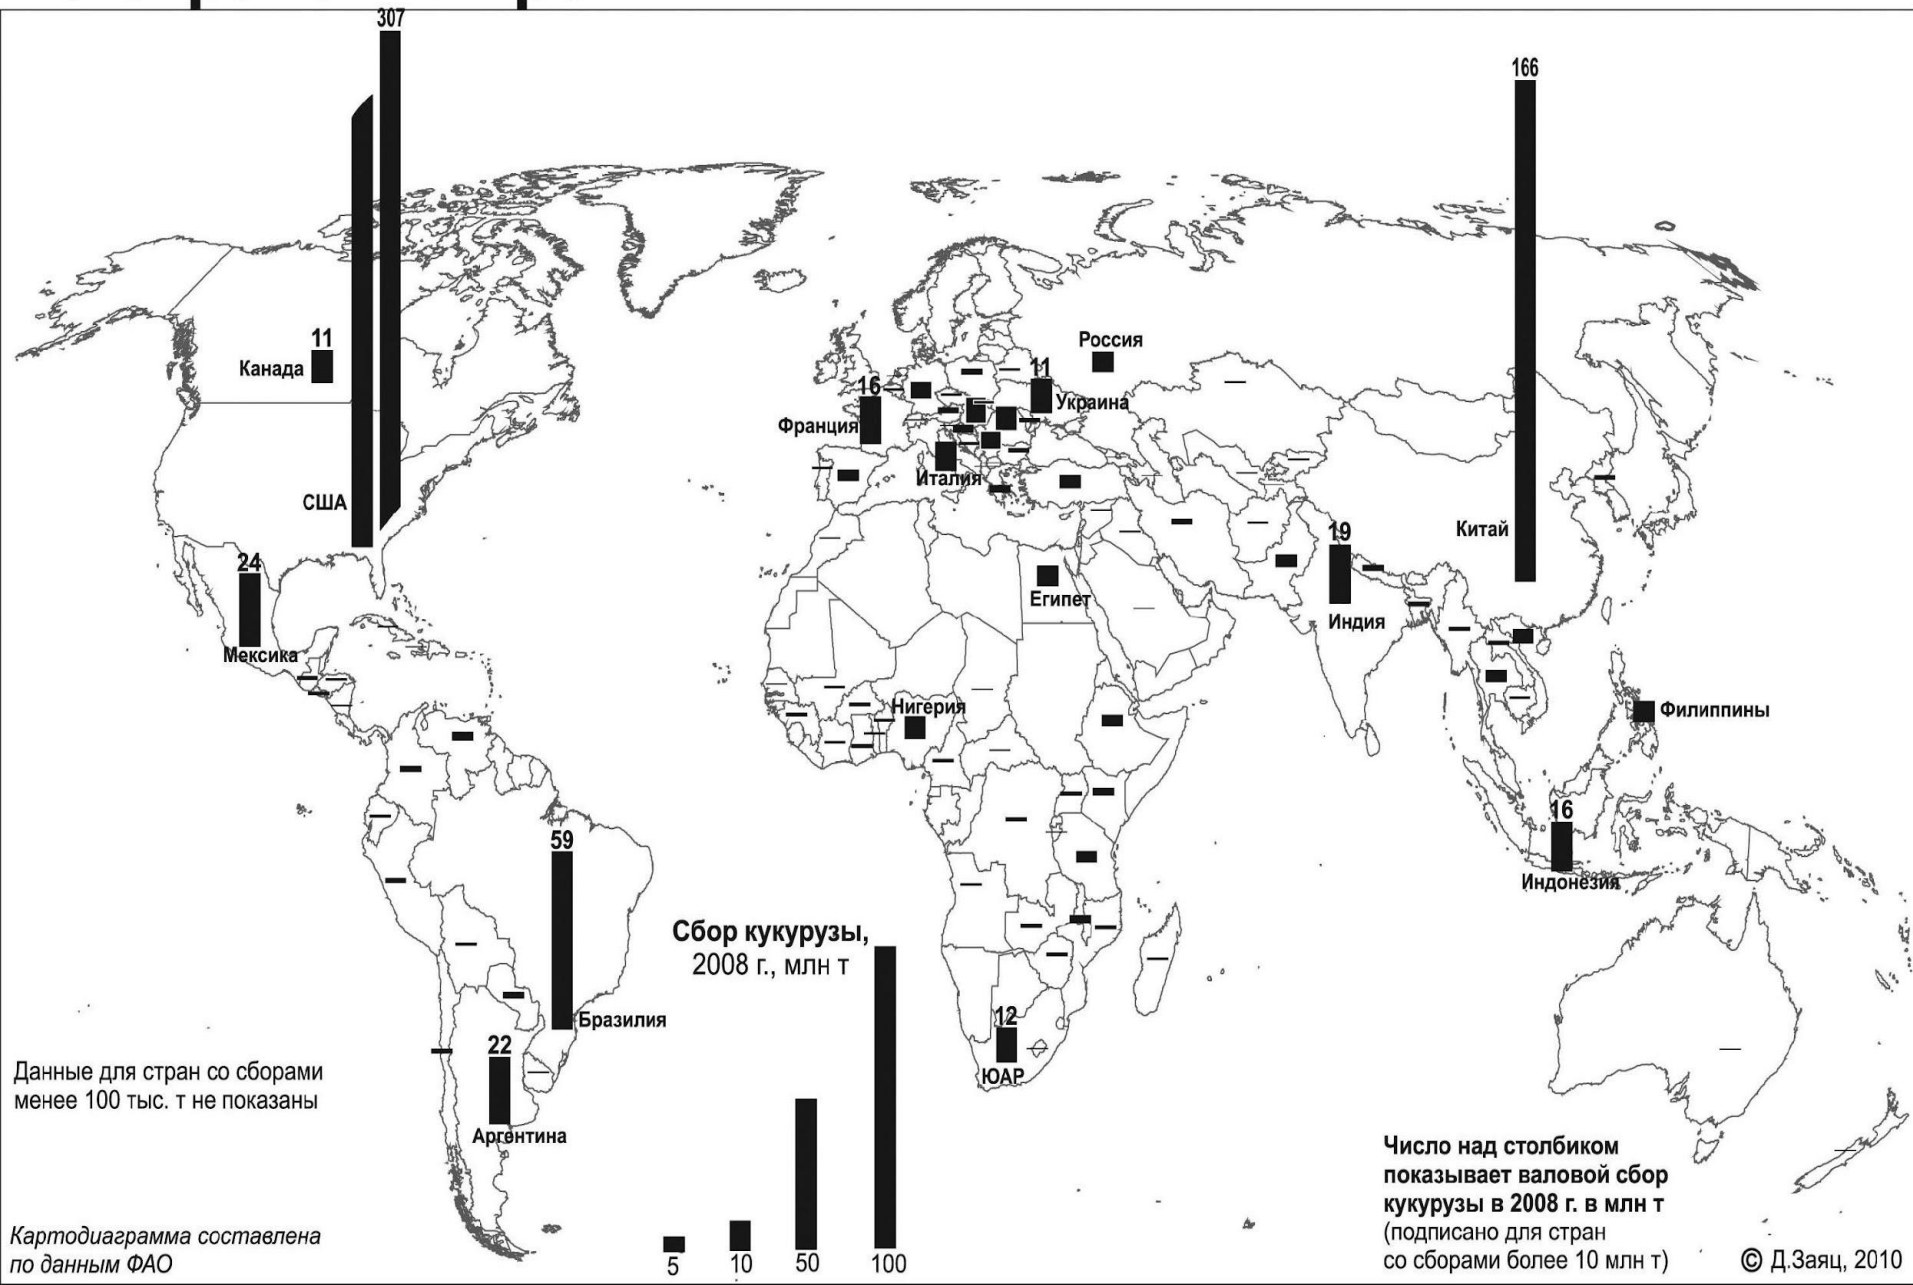 307
166
11
Канада
Россия
11
Украина
16
Франция
Италия
США
Китай
19
Индия
24
Мексика
Египет
Нигерия
Филиппины
16
Индонезия
59
Бразилия
Сбор кукурузы,
2008 г., млн т
12
ЮАР
22
Аргентина
Данные для стран со сборами
менее 100 тыс. т не показаны
Число над столбиком
показывает валовой сбор
кукурузы в 2008 г. в млн т
(подписано для стран
со сборами более 10 млн т)
Картодиаграмма составлена
по данным ФАО
5
10
50
100
© Д.Заяц, 2010